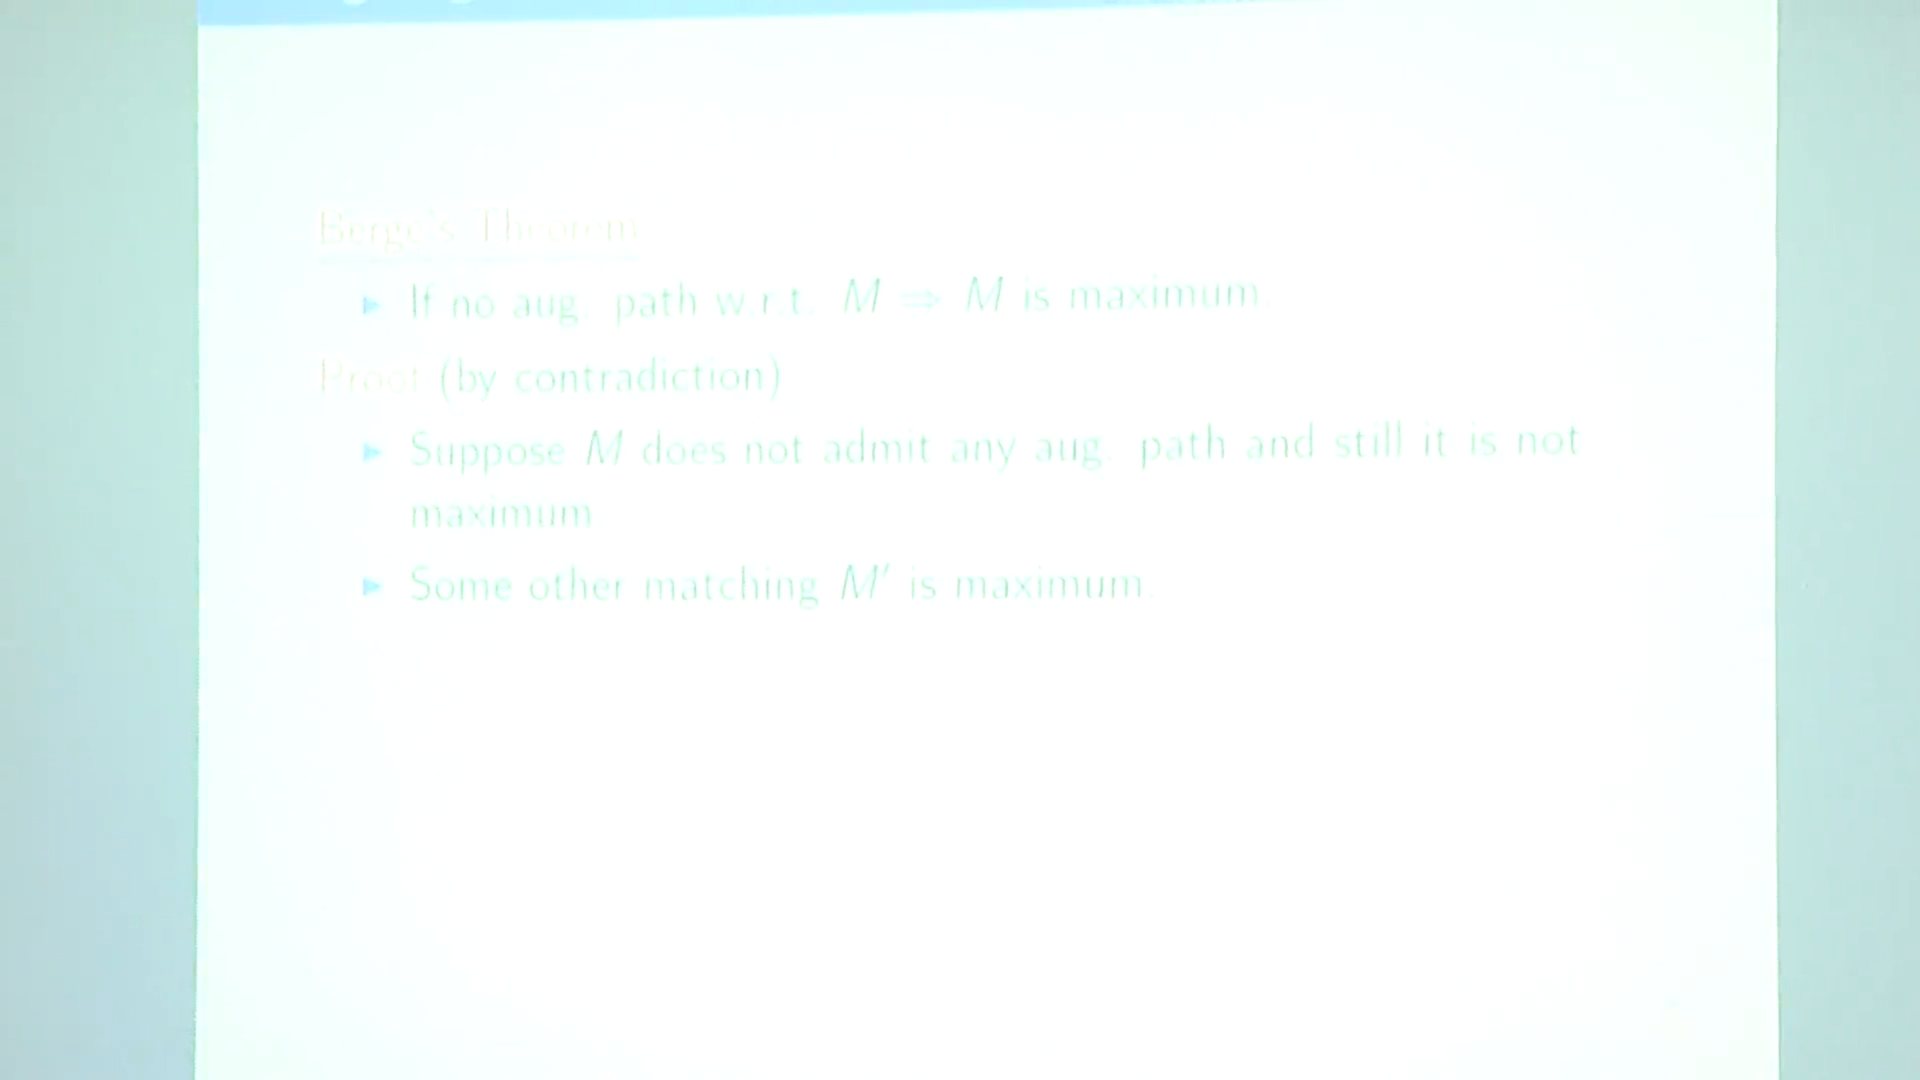 Berge's Theorem
▶ If no aug. path w.r.t. M ⇒ M is maximum.
Proof (by contradiction)
▶ Suppose M does not admit any aug. path and still it is not
maximum.
▶ Some other matching M′ is maximum.